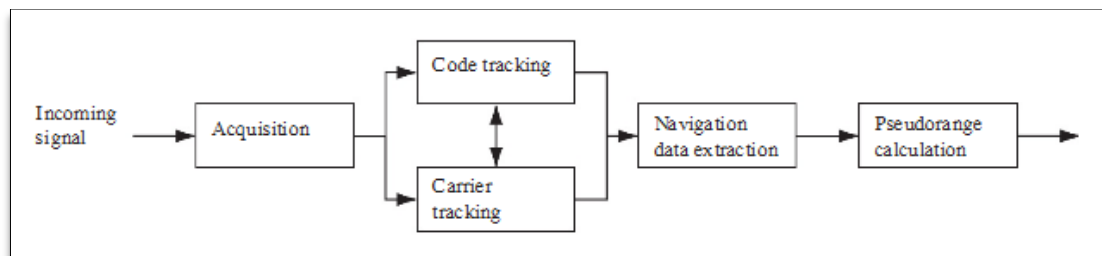 Incoming
signal
Acquisition
Code tracking
Carrier
tracking
Navigation
data extraction
Pseudorange
calculation